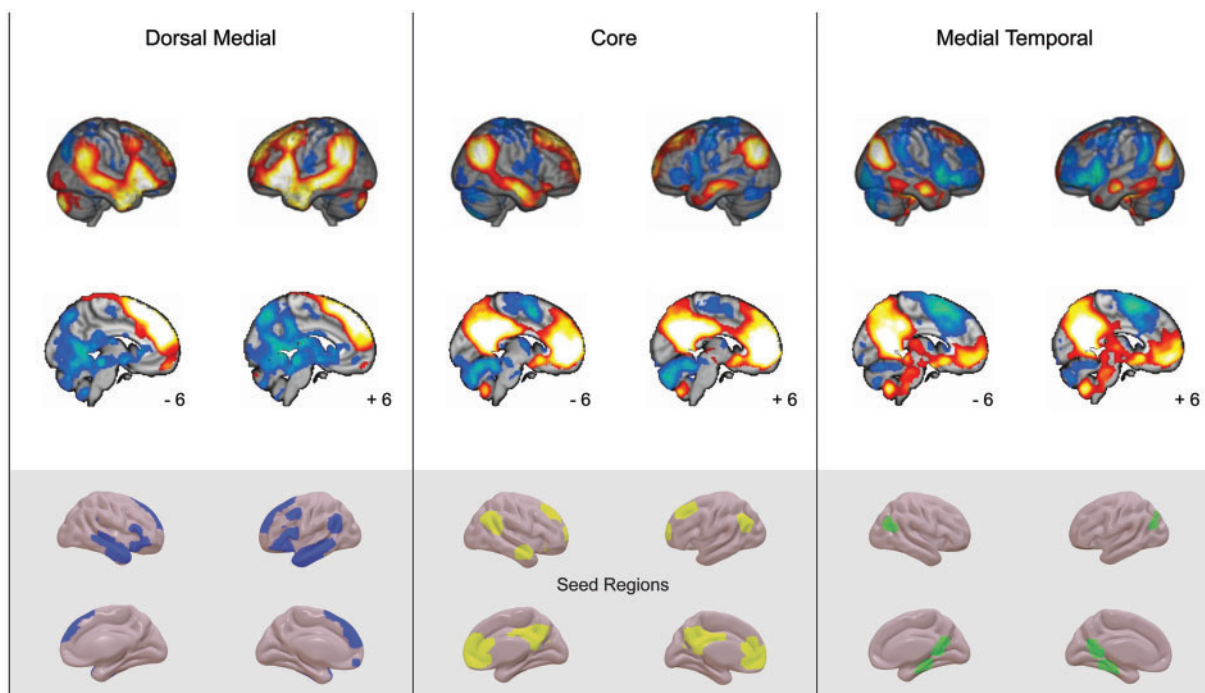 Dorsal Medial
Core
Medial Temporal
- 6
+ 6
- 6
+ 6
- 6
+ 6
Seed Regions